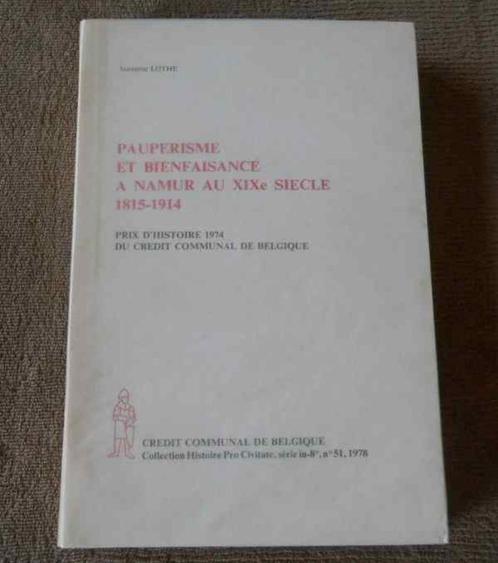 Suzanne LOTHE
PAUPERISME
ET BIENFAISANCE
A NAMUR AU XIXe SIECLE
1815-1914
PRIX D'HISTOIRE 1974
DU CREDIT COMMUNAL DE BELGIQUE
CREDIT COMMUNAL DE BELGIQUE
Collection Histoire Pro Civitate, série in-8°, n° 51, 1978